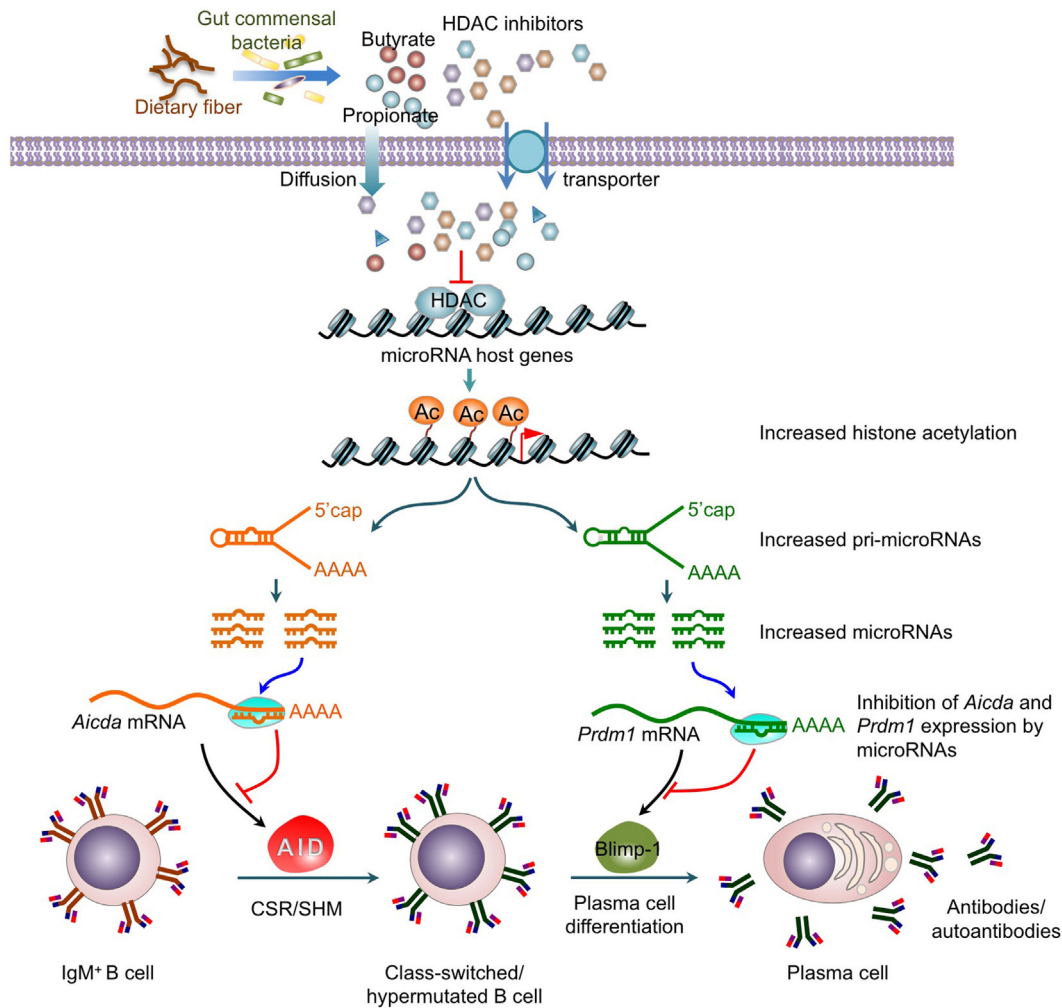 Gut commensal
bacteria
Dietary fiber
Butyrate
HDAC inhibitors
Propionate
Diffusion
transporter
HDAC
microRNA host genes
Ac
Ac
Ac
Increased histone acetylation
5’cap
AAAA
5’cap
AAAA
Increased pri-microRNAs
Increased microRNAs
Aicda mRNA
AAAA
Prdm1 mRNA
AAAA
Inhibition of Aicda and
Prdm1 expression by
microRNAs
AID
CSR/SHM
Blimp-1
Plasma cell
differentiation
Antibodies/
autoantibodies
IgM+ B cell
Class-switched/
hypermutated B cell
Plasma cell